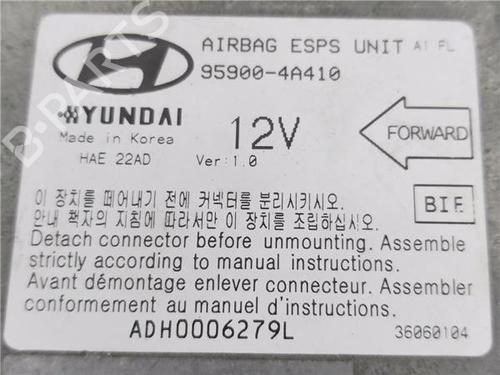 AIRBAG ESPS UNIT A1 FL
95900-4A410
HYUNDAI
Made in Korea
HAE 22AD
12V
Ver: 1.0
FORWARD
이 장치를 떼어내기 전에 커넥터를 분리시키시오.
안내 책자의 지침에 따라서만 이 장치를 조립하십시오.
BIE
Detach connector before unmounting. Assemble
strictly according to manual instructions.
Avant démontage enlever connecteur. Assembler
conformement au manuel d'instructions.
ADH0006279L
36060104
B-PARTS